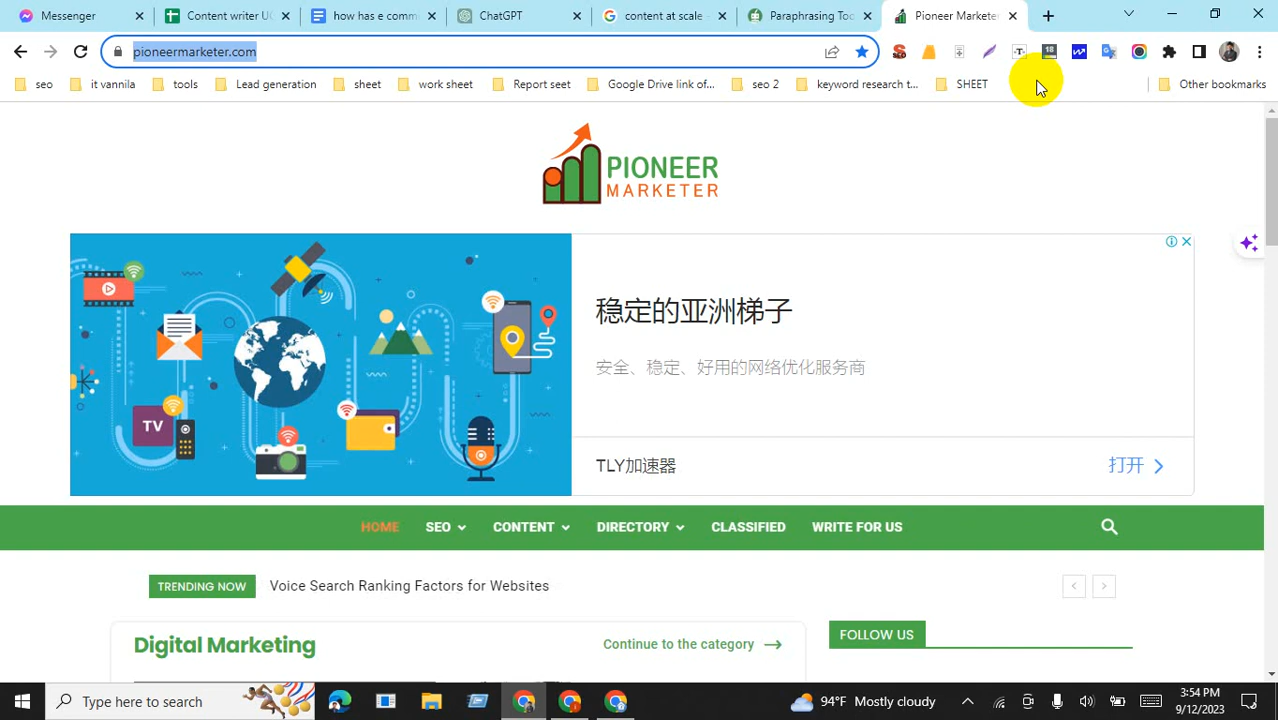 Messenger
Content writer UC
how has e comm
ChatGPT
content at scale -
Paraphrasing Toc
Pioneer Markete
pioneermarketer.com
18
seo
it vannila
tools
Lead generation
sheet
work sheet
Report seet
Google Drive link of...
seo 2
keyword research t...
SHEET
Other bookmarks
PIONEER
MARKETER
稳定的亚洲梯子
安全、稳定、好用的网络优化服务商
TV
TLY加速器
打开
HOME
SEO
CONTENT
DIRECTORY
CLASSIFIED
WRITE FOR US
TRENDING NOW
Voice Search Ranking Factors for Websites
Digital Marketing
Continue to the category
FOLLOW US
Type here to search
94°F Mostly cloudy
3:54 PM
9/12/2023